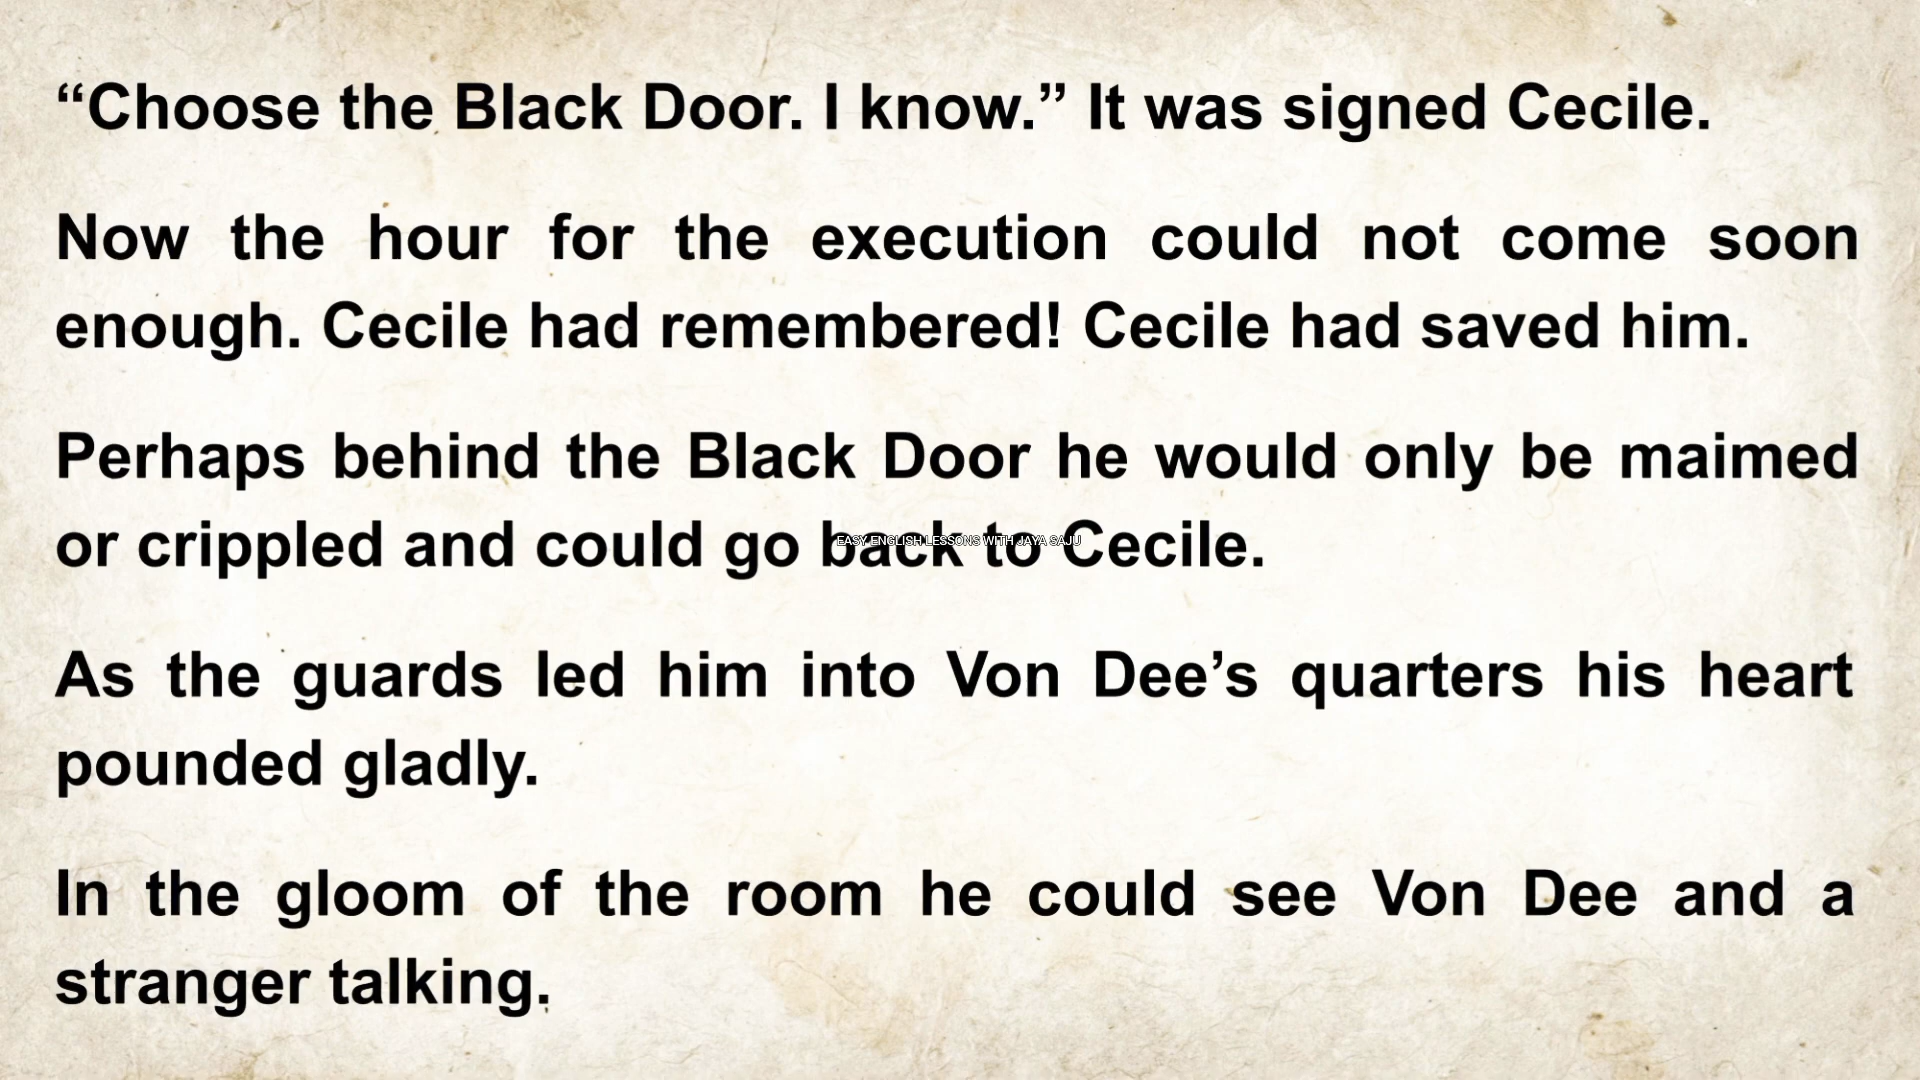 “Choose the Black Door. I know.” It was signed Cecile.
Now the hour for the execution could not come soon
enough. Cecile had remembered! Cecile had saved him.
Perhaps behind the Black Door he would only be maimed
or crippled and could go back to Cecile.
EASY ENGLISH LESSONS WITH JAYA SAJU
As the guards led him into Von Dee’s quarters his heart
pounded gladly.
In the gloom of the room he could see Von Dee and a
stranger talking.